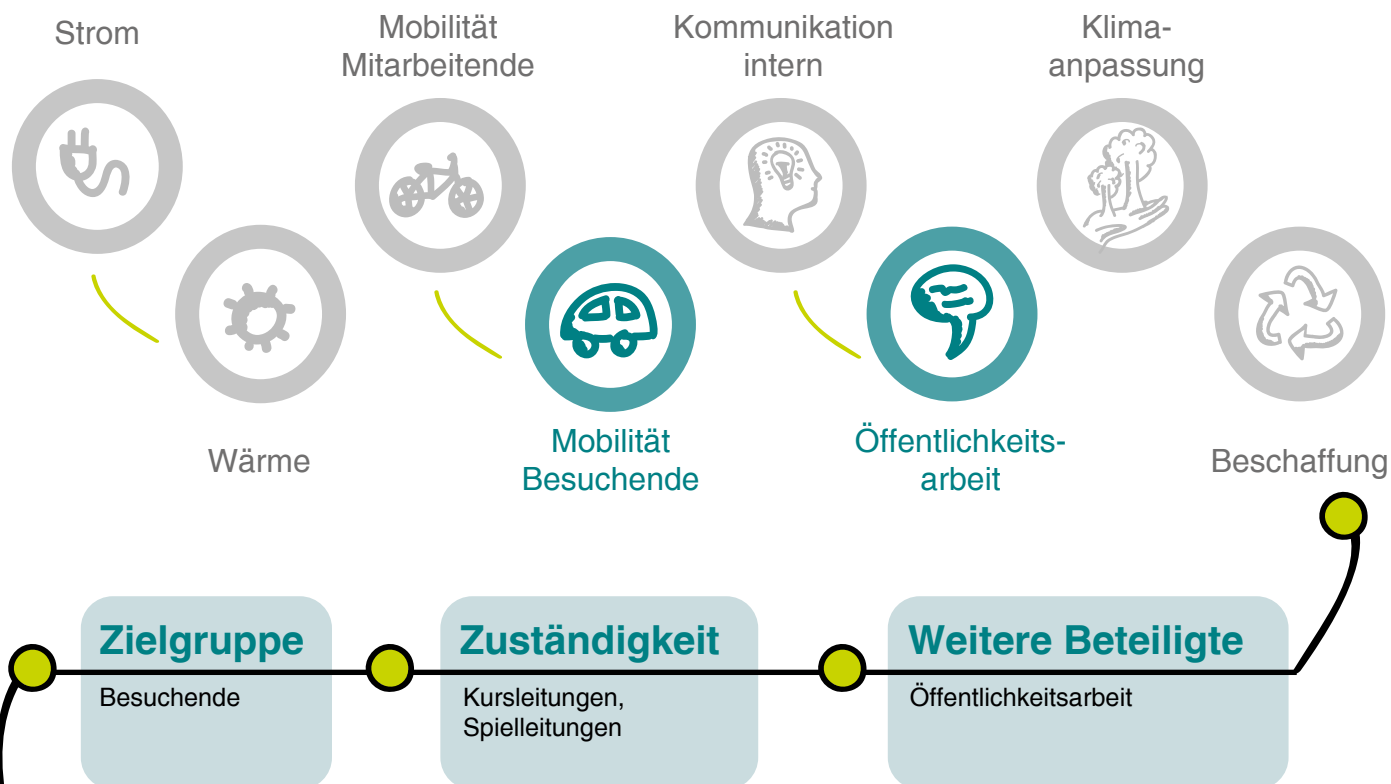 Strom
Mobilität
Mitarbeitende
Kommunikation
intern
Klima-
anpassung
Wärme
Mobilität
Besuchende
Öffentlichkeits-
arbeit
Beschaffung
Zielgruppe
Besuchende
Zuständigkeit
Kursleitungen,
Spielleitungen
Weitere Beteiligte
Öffentlichkeitsarbeit